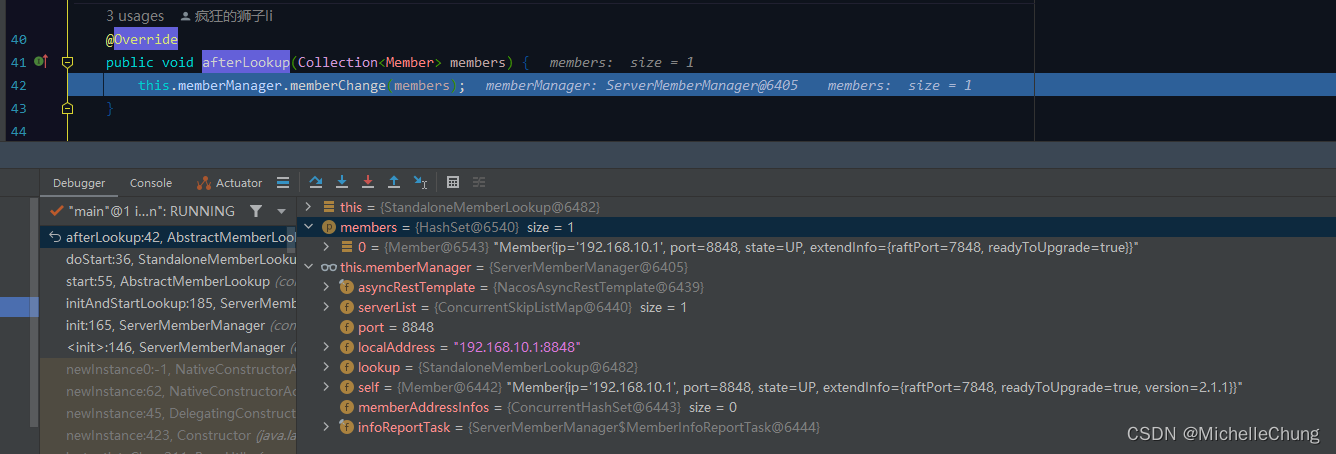 3 usages 疯狂的狮子li
40 @Override
41 public void afterLookup(Collection<Member> members) { members: size = 1
42 this.memberManager.memberChange(members); memberManager: ServerMemberManager@6405 members: size = 1
43 }
44
Debugger Console Actuator
"main"@1 i...n": RUNNING
afterLookup:42, AbstractMemberLoo
doStart:36, StandaloneMemberLooku
start:55, AbstractMemberLookup (co
initAndStartLookup:185, ServerMemb
init:165, ServerMemberManager (con
<init>:146, ServerMemberManager (
newInstance0:-1, NativeConstructorA
newInstance:62, NativeConstructorAc
newInstance:45, DelegatingConstruct
newInstance:423, Constructor (java.la
this = {StandaloneMemberLookup@6482}
members = {HashSet@6540} size = 1
0 = {Member@6543} "Member{ip='192.168.10.1', port=8848, state=UP, extendInfo={raftPort=7848, readyToUpgrade=true}}"
this.memberManager = {ServerMemberManager@6405}
asyncRestTemplate = {NacosAsyncRestTemplate@6439}
serverList = {ConcurrentSkipListMap@6440} size = 1
port = 8848
localAddress = "192.168.10.1:8848"
lookup = {StandaloneMemberLookup@6482}
self = {Member@6442} "Member{ip='192.168.10.1', port=8848, state=UP, extendInfo={raftPort=7848, readyToUpgrade=true, version=2.1.1}}"
memberAddressInfos = {ConcurrentHashSet@6443} size = 0
infoReportTask = {ServerMemberManager$MemberInfoReportTask@6444}
CSDN @MichelleChung